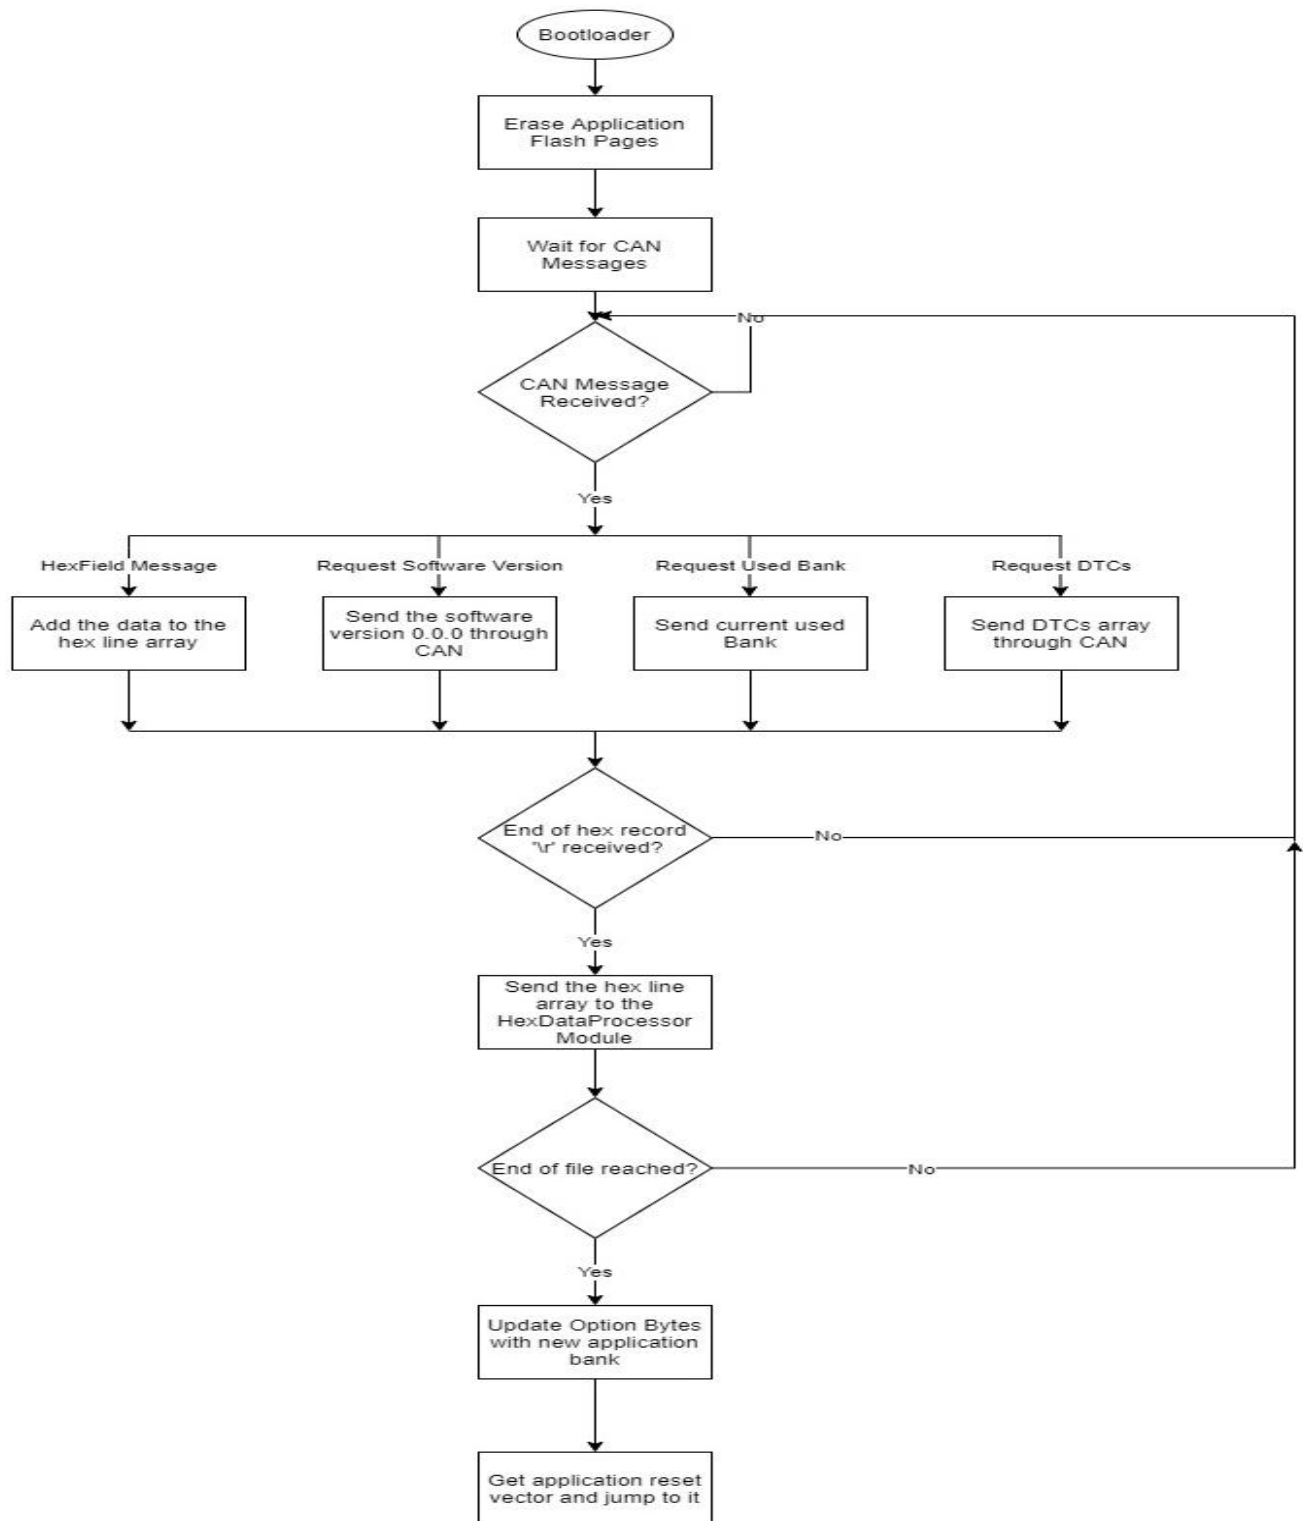 Bootloader
Erase Application
Flash Pages
Wait for CAN
Messages
No
CAN Message
Received?
Yes
HexField Message
Request Software Version
Request Used Bank
Request DTCs
Add the data to the
hex line array
Send the software
version 0.0.0 through
CAN
Send current used
Bank
Send DTCs array
through CAN
End of hex record
'\r' received?
No
Yes
Send the hex line
array to the
HexDataProcessor
Module
End of file reached?
No
Yes
Update Option Bytes
with new application
bank
Get application reset
vector and jump to it